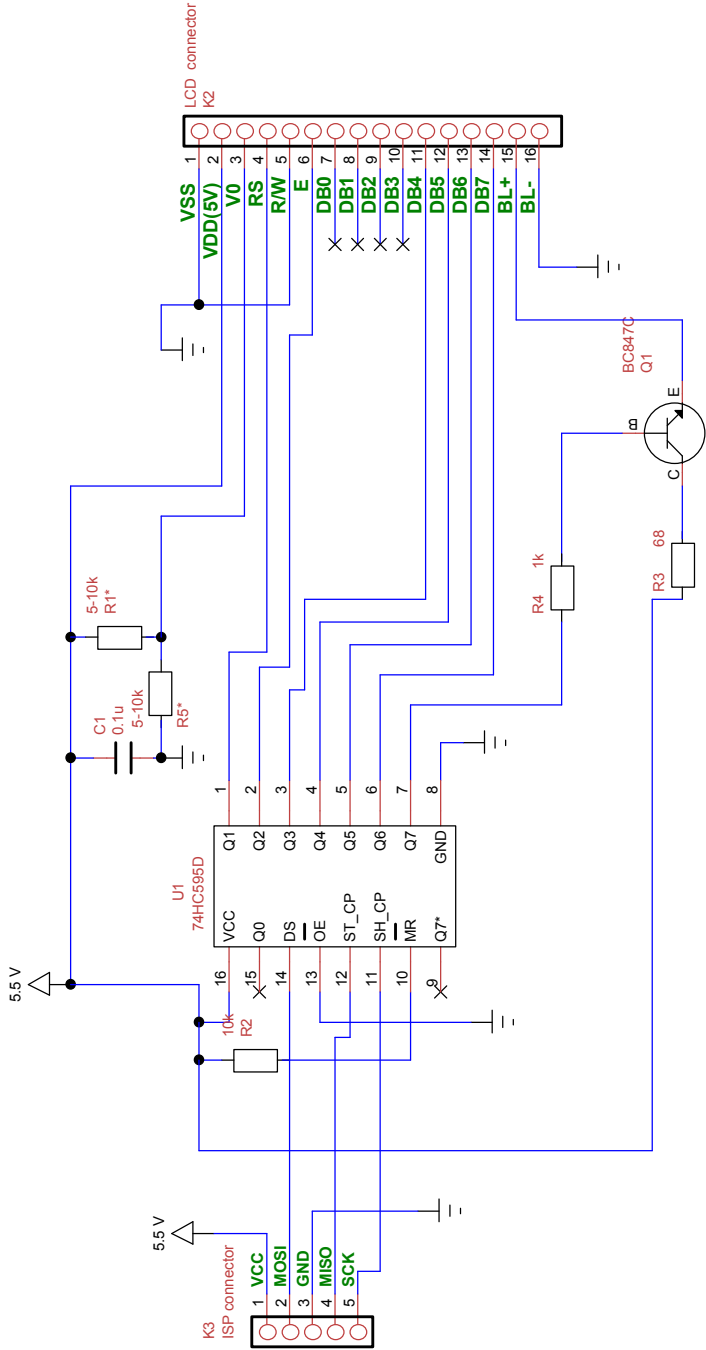 LCD connector
K2
1
2
3
4
5
6
7
8
9
10
11
12
13
14
15
16
VSS
VDD(5V)
V0
RS
R/W
E
DB0
DB1
DB2
DB3
DB4
DB5
DB6
DB7
BL+
BL-
BC847C
Q1
B
C
E
5-10k
R1*
C1
0.1u
5-10k
R5*
R4
1k
R3
68
1
2
3
4
5
6
7
8
U1
74HC595D
Q1
Q2
Q3
Q4
Q5
Q6
Q7
GND
VCC
Q0
DS
OE
ST_CP
SH_CP
MR
Q7*
16
15
14
13
12
11
10
9
5.5 V
10k
R2
5.5 V
K3
ISP connector
1
2
3
4
5
VCC
MOSI
GND
MISO
SCK